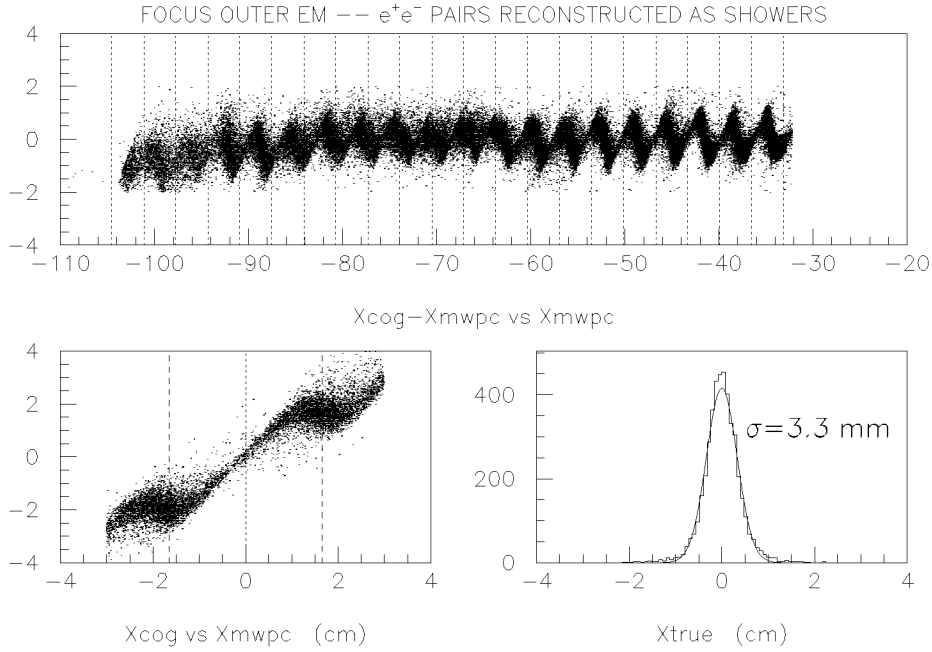 FOCUS OUTER EM –– e⁺e⁻ PAIRS RECONSTRUCTED AS SHOWERS
4
2
0
−2
−4
−110 −100 −90 −80 −70 −60 −50 −40 −30 −20
Xcog−Xmwpc vs Xmwpc
4
2
0
−2
−4
−4 −2 0 2 4
Xcog vs Xmwpc (cm)
400
200
0
σ=3.3 mm
−4 −2 0 2 4
Xtrue (cm)